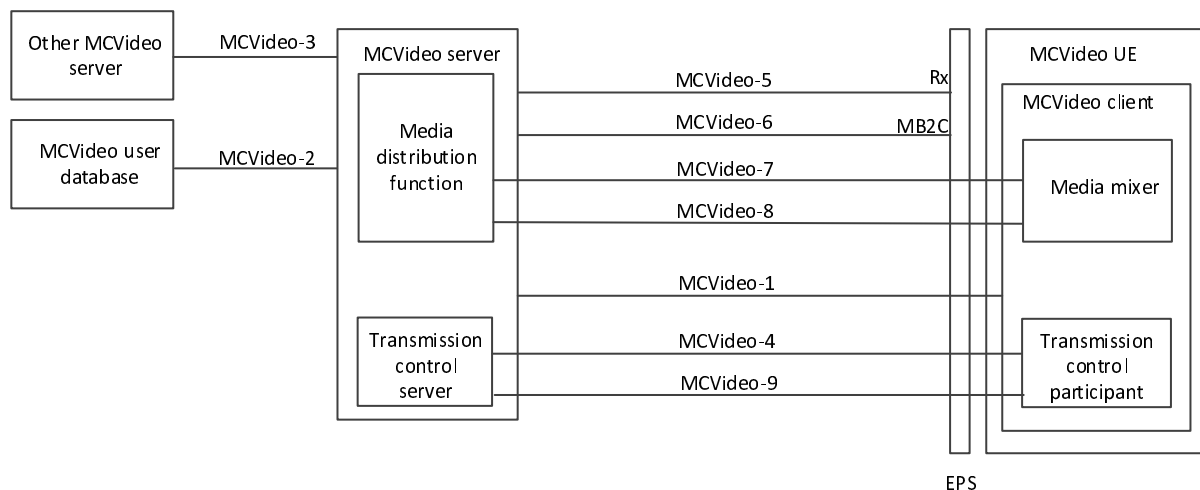 Other MCVideo
server
MCVideo-3
MCVideo user
database
MCVideo-2
MCVideo server
Media
distribution
function
Transmission
control
server
MCVideo-5
Rx
MCVideo-6
MB2C
MCVideo-7
MCVideo-8
MCVideo-1
MCVideo-4
MCVideo-9
EPS
MCVideo UE
MCVideo client
Media mixer
Transmission
control
participant